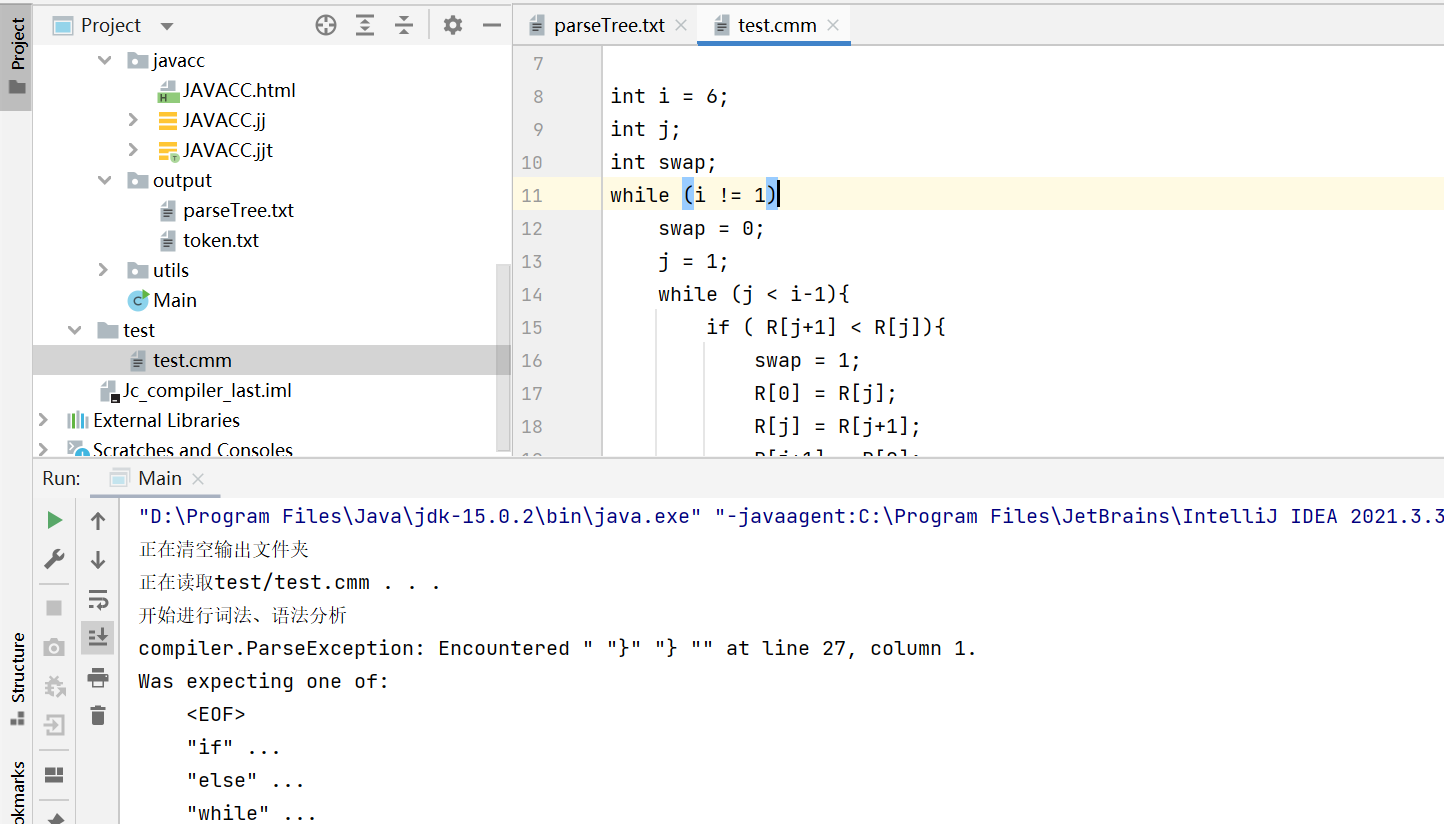 Project
Project
javacc
JAVACC.html
JAVACC.jj
JAVACC.jjt
output
parseTree.txt
token.txt
utils
Main
test
test.cmm
Jc_compiler_last.iml
External Libraries
Scratches and Consoles
parseTree.txt
test.cmm
7
8 int i = 6;
9 int j;
10 int swap;
11 while (i != 1)
12 swap = 0;
13 j = 1;
14 while (j < i-1){
15 if ( R[j+1] < R[j]){
16 swap = 1;
17 R[0] = R[j];
18 R[j] = R[j+1];
Run:
Main
"D:\Program Files\Java\jdk-15.0.2\bin\java.exe" "-javaagent:C:\Program Files\JetBrains\IntelliJ IDEA 2021.3.3
正在清空输出文件夹
正在读取test/test.cmm . . .
开始进行词法、语法分析
compiler.ParseException: Encountered " "}" "} "" at line 27, column 1.
Was expecting one of:
<EOF>
"if" ...
"else" ...
"while" ...
Structure
okmarks